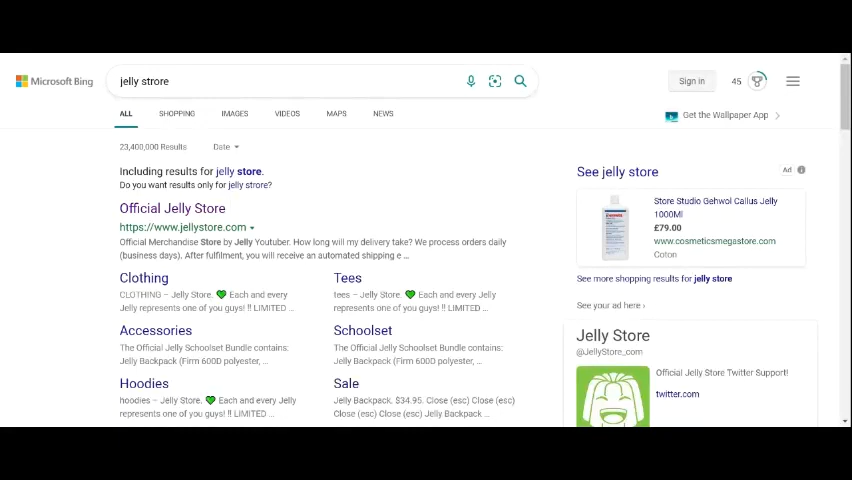 Microsoft Bing
jelly strore
Sign in
45
ALL
SHOPPING
IMAGES
VIDEOS
MAPS
NEWS
Get the Wallpaper App
23,400,000 Results
Date
Including results for jelly store.
Do you want results only for jelly strore?
Official Jelly Store
https://www.jellystore.com
Official Merchandise Store by Jelly Youtuber. How long will my delivery take? We process orders daily
(business days). After fulfilment, you will receive an automated shipping e ...
Clothing
CLOTHING – Jelly Store. 💚 Each and every
Jelly represents one of you guys! ‼ LIMITED ...
Tees
tees – Jelly Store. 💚 Each and every Jelly
represents one of you guys! ‼ LIMITED ...
Accessories
The Official Jelly Schoolset Bundle contains:
Jelly Backpack (Firm 600D polyester, ...
Schoolset
The Official Jelly Schoolset Bundle contains:
Jelly Backpack (Firm 600D polyester, ...
Hoodies
hoodies – Jelly Store. 💚 Each and every Jelly
represents one of you guys! ‼ LIMITED ...
Sale
Jelly Backpack. $34.95. Close (esc) Close (esc)
Close (esc) Close (esc) Jelly Backpack ...
See jelly store
Ad
Store Studio Gehwol Callus Jelly
1000Ml
£79.00
www.cosmeticsmegastore.com
Coton
See more shopping results for jelly store
See your ad here ›
Jelly Store
@JellyStore_com
Official Jelly Store Twitter Support!
twitter.com